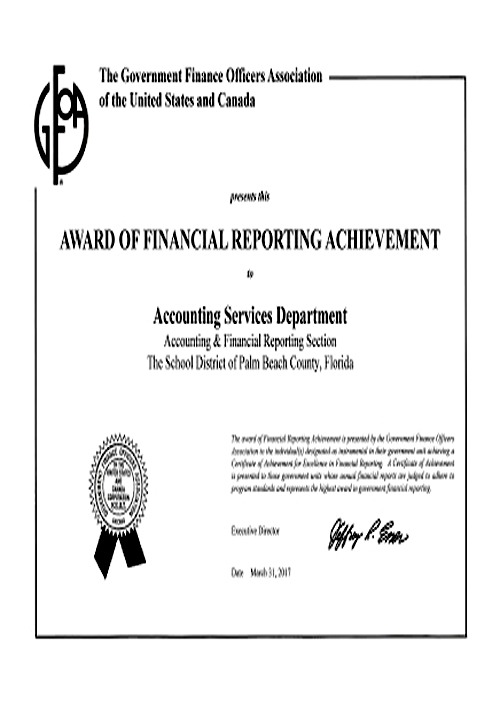 The Government Finance Officers Association
of the United States and Canada
GFOA
presents this
AWARD OF FINANCIAL REPORTING ACHIEVEMENT
to
Accounting Services Department
Accounting & Financial Reporting Section
The School District of Palm Beach County, Florida
The award of Financial Reporting Achievement is presented by the Government Finance Officers
Association to the individual(s) designated as instrumental in their government unit achieving a
Certificate of Achievement for Excellence in Financial Reporting. A Certificate of Achievement
is presented to those government units whose annual financial reports are judged to adhere to
program standards and represents the highest award in government financial reporting.
GOVERNMENT FINANCE OFFICERS ASSOCIATION
OF THE
UNITED STATES
AND
CANADA
CORPORATION
SEAL
CHICAGO
Executive Director
Jeffrey R. Enos
Date March 31, 2017